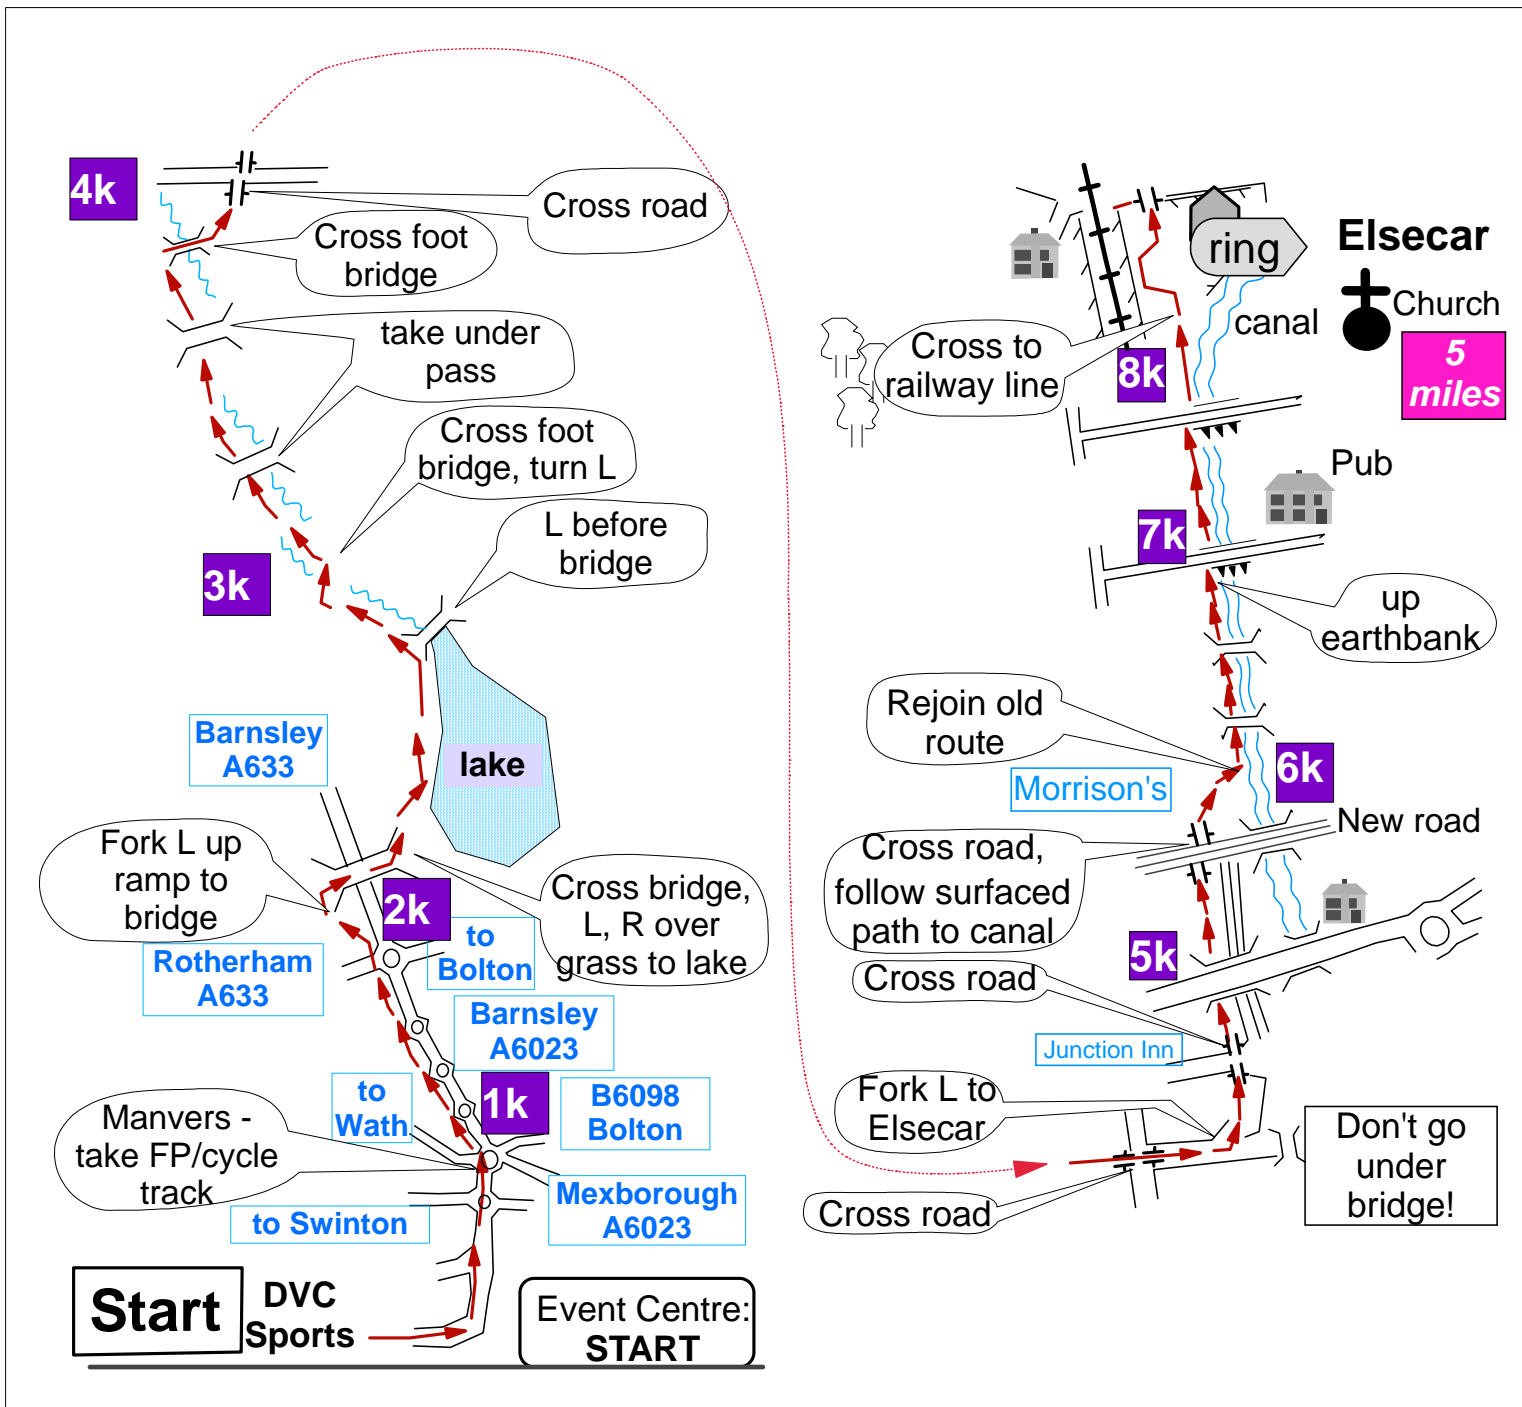 4k
Cross road
Cross foot
bridge
take under
pass
Cross foot
bridge, turn L
L before
bridge
3k
Barnsley
A633
lake
Fork L up
ramp to
bridge
2k
Cross bridge,
L, R over
grass to lake
to
Bolton
Rotherham
A633
Barnsley
A6023
to
Wath
1k
B6098
Bolton
Manvers -
take FP/cycle
track
Mexborough
A6023
to Swinton
Start
DVC
Sports
Event Centre:
START
ring
Elsecar
Church
canal
5
miles
Cross to
railway line
8k
Pub
7k
up
earthbank
Rejoin old
route
Morrison's
6k
New road
Cross road,
follow surfaced
path to canal
5k
Cross road
Junction Inn
Fork L to
Elsecar
Don't go
under
bridge!
Cross road